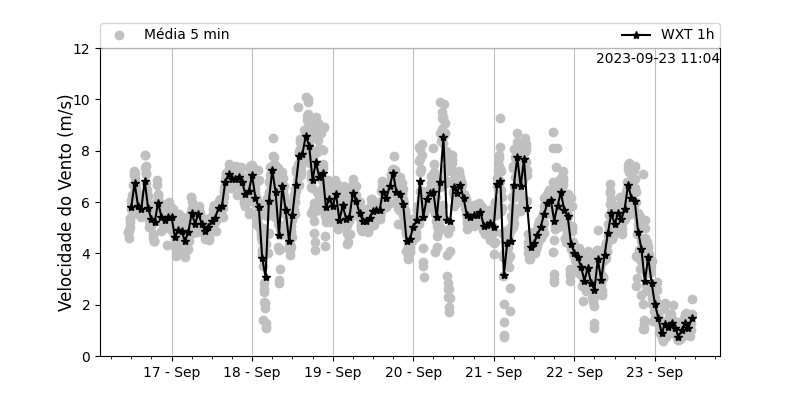 Média 5 min
WXT 1h
2023-09-23 11:04
Velocidade do Vento (m/s)
12
10
8
6
4
2
0
17 - Sep
18 - Sep
19 - Sep
20 - Sep
21 - Sep
22 - Sep
23 - Sep